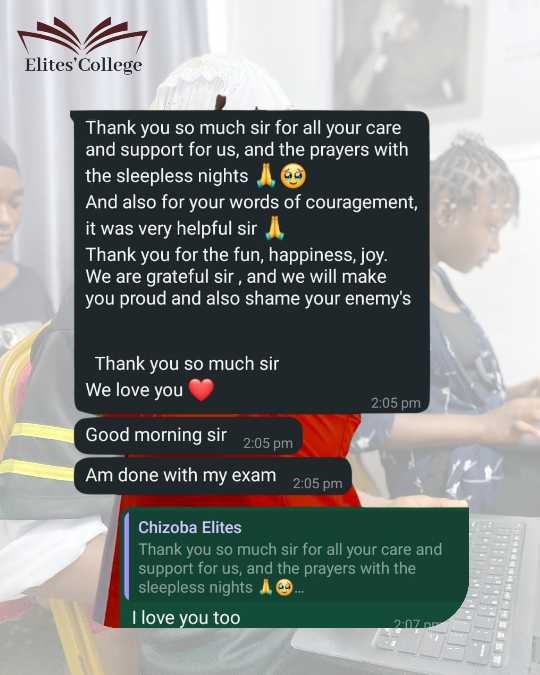 Elites'College
Thank you so much sir for all your care
and support for us, and the prayers with
the sleepless nights 🙏🥹
And also for your words of couragement,
it was very helpful sir 🙏
Thank you for the fun, happiness, joy.
We are grateful sir , and we will make
you proud and also shame your enemy's
Thank you so much sir
We love you ❤️
2:05 pm
Good morning sir 2:05 pm
Am done with my exam 2:05 pm
Chizoba Elites
Thank you so much sir for all your care and
support for us, and the prayers with the
sleepless nights 🙏🥹...
I love you too
2:07 pm